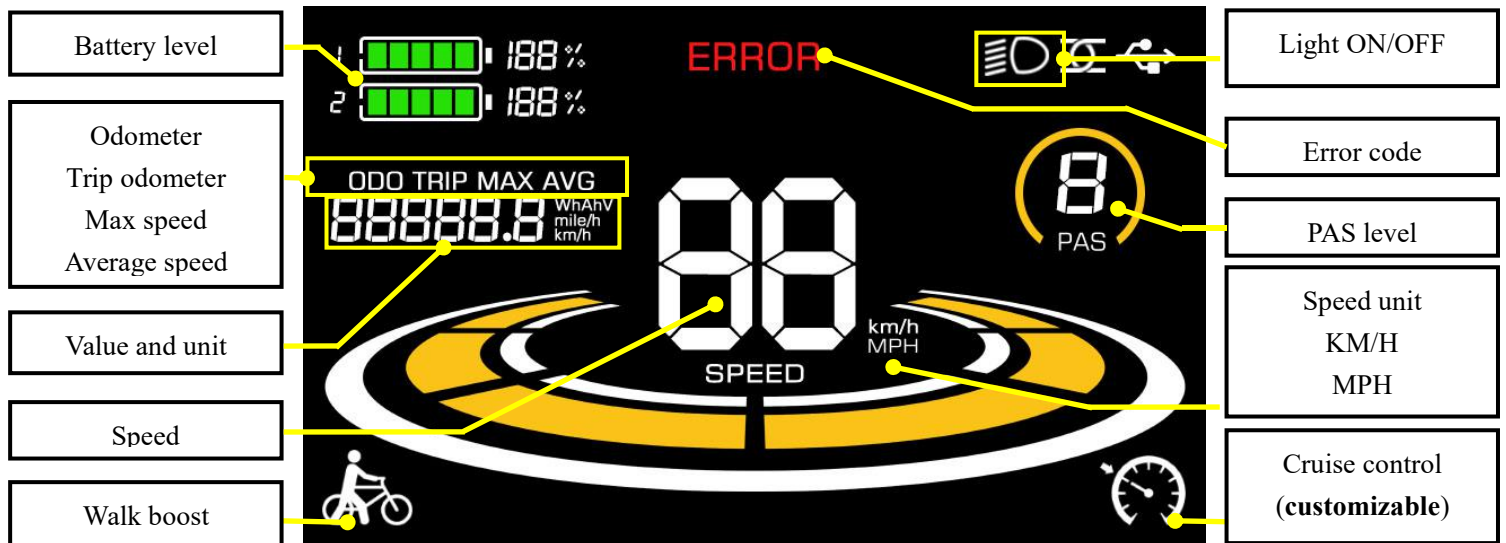 Battery level
Odometer
Trip odometer
Max speed
Average speed
Value and unit
Speed
Walk boost
1 188%
2 188%
ERROR
ODO TRIP MAX AVG
88888.8
WhAhV
mile/h
km/h
88
km/h
MPH
SPEED
8
PAS
Light ON/OFF
Error code
PAS level
Speed unit
KM/H
MPH
Cruise control
(customizable)